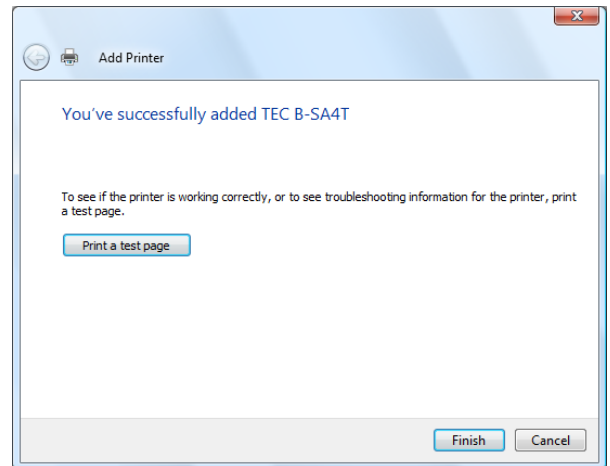 Add Printer
You've successfully added TEC B-SA4T
To see if the printer is working correctly, or to see troubleshooting information for the printer, print
a test page.
Print a test page
Finish
Cancel